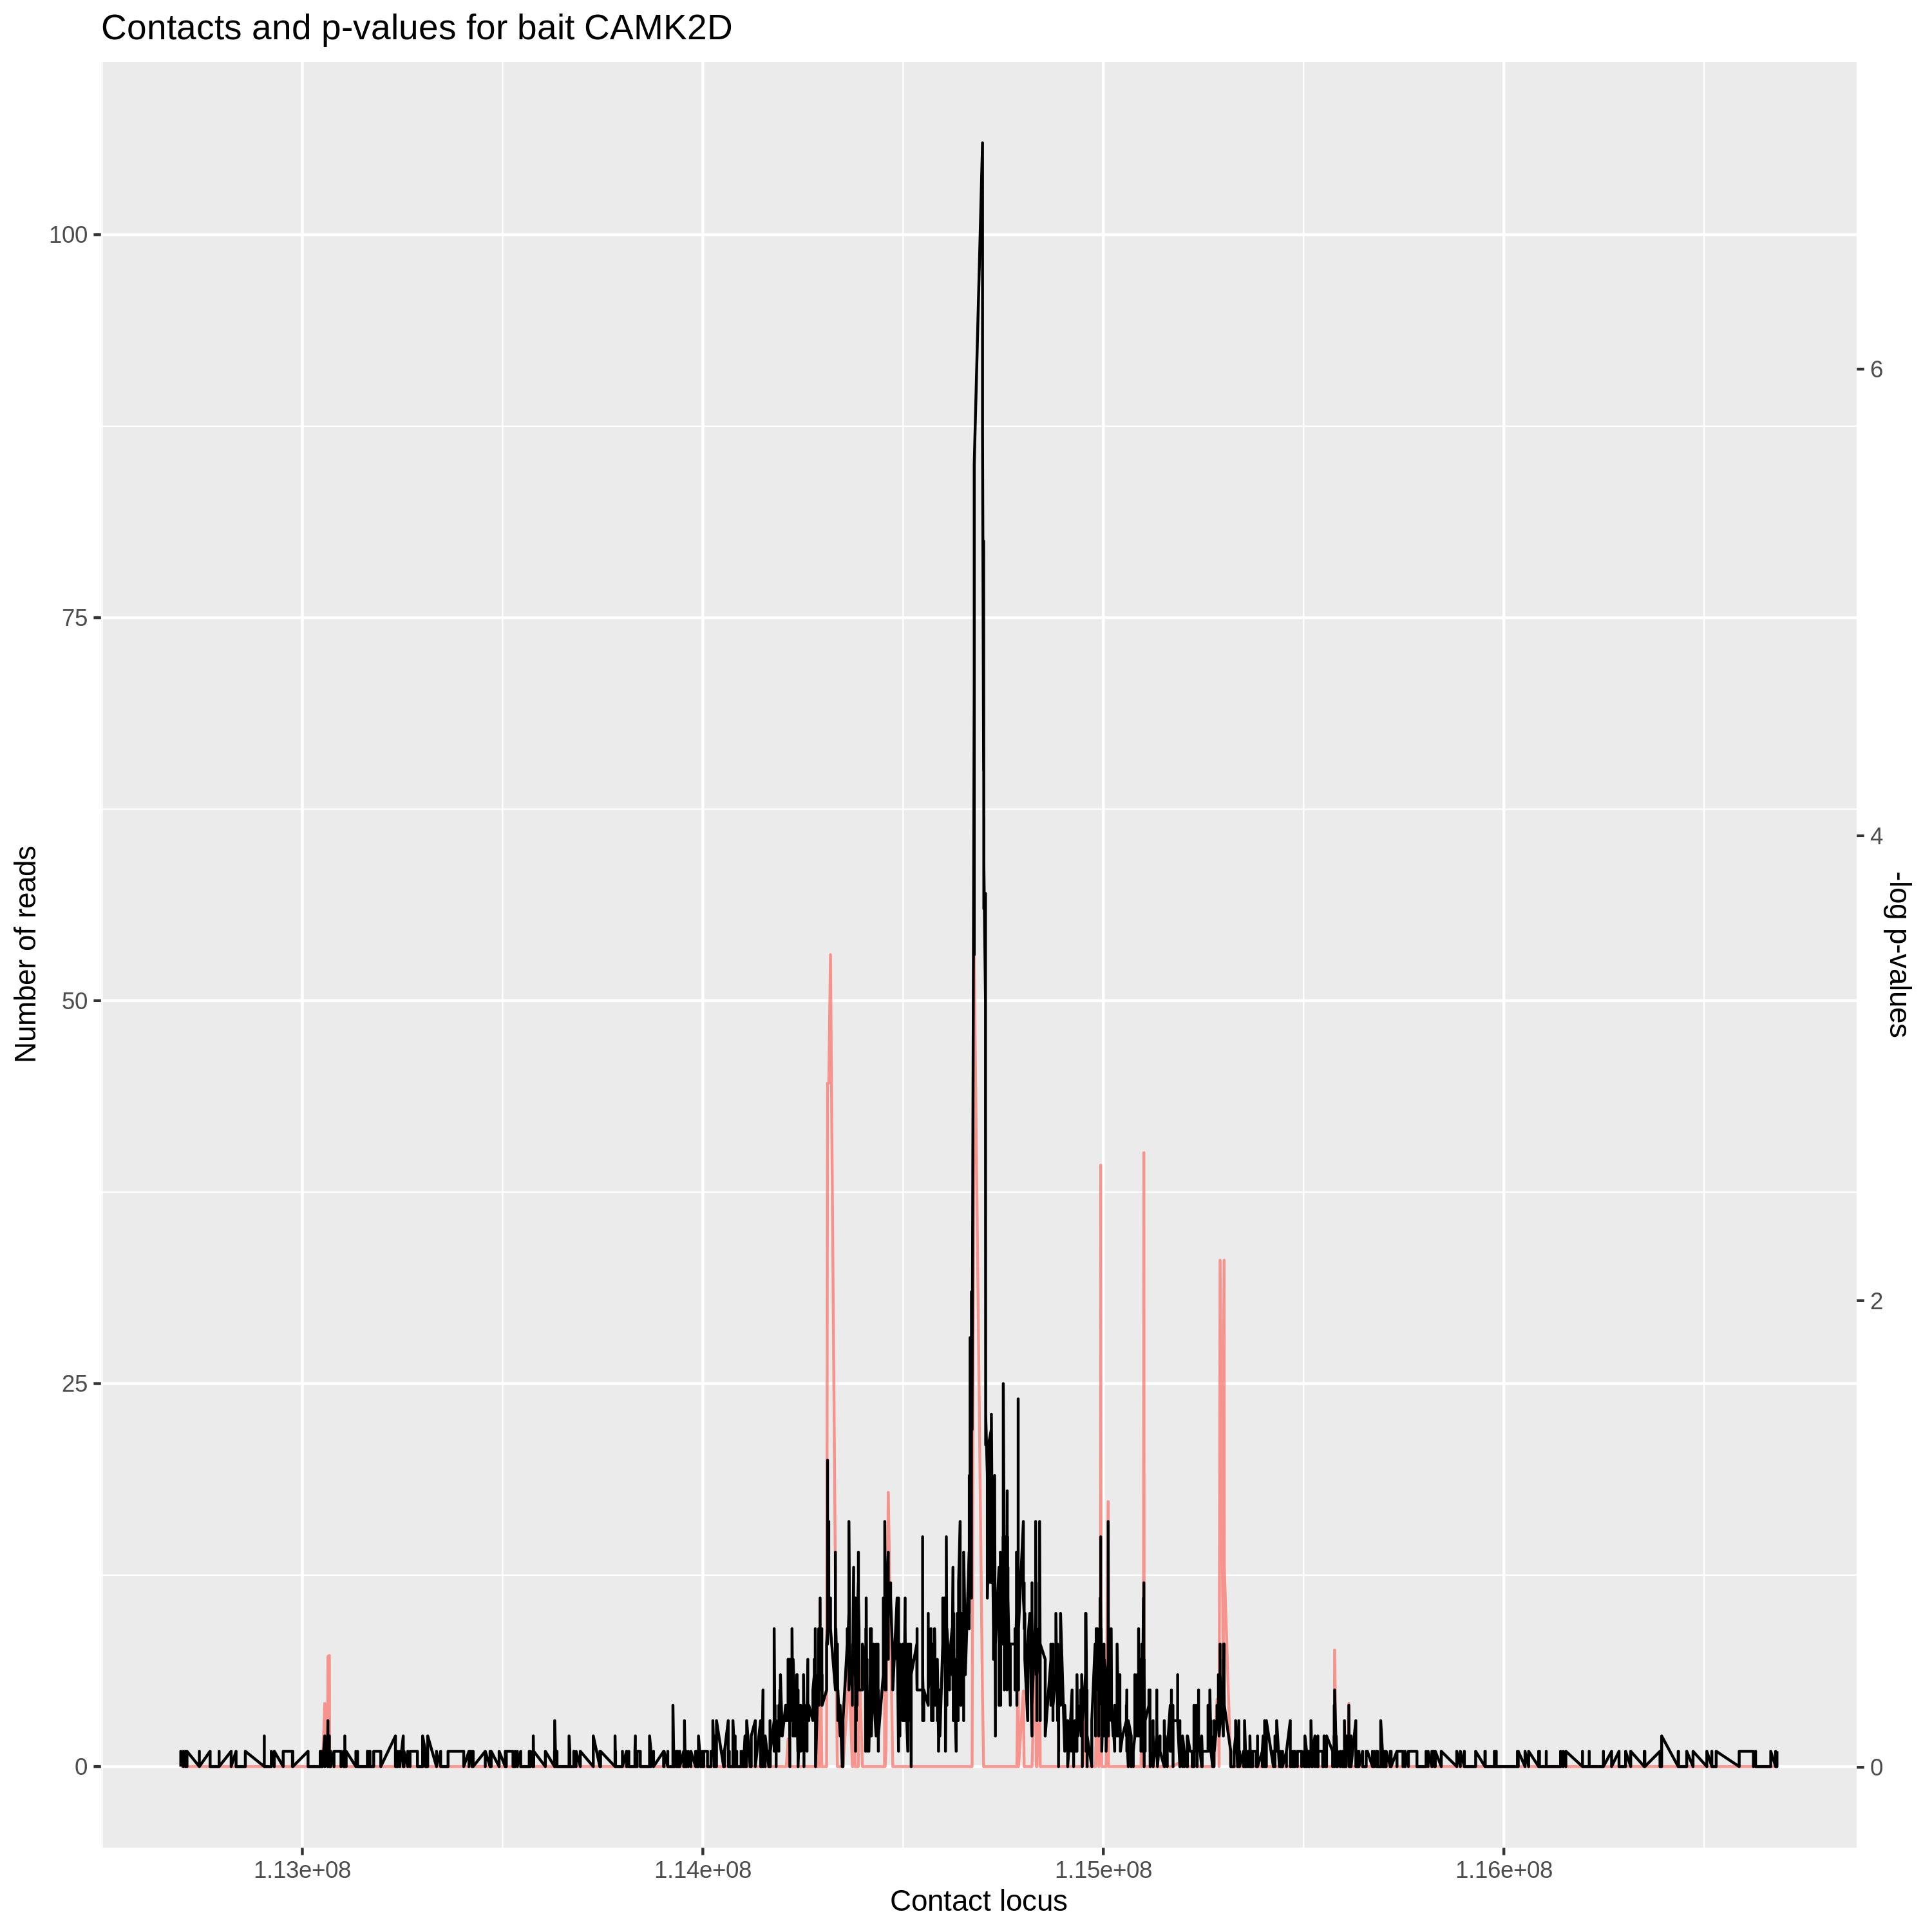 Contacts and p-values for bait CAMK2D
100
75
50
25
0
6
4
2
0
Number of reads
-log p-values
1.13e+08
1.14e+08
1.15e+08
1.16e+08
Contact locus